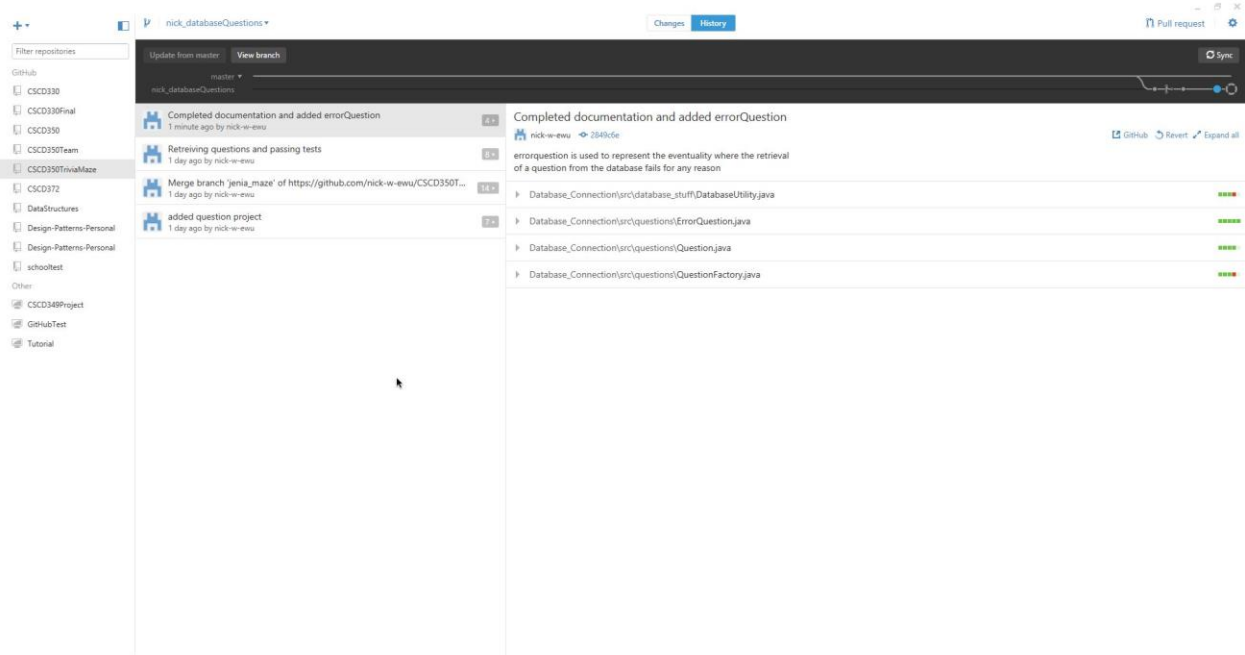 nick_databaseQuestions
Changes
History
Pull request
Filter repositories
GitHub
CSCD330
CSCD330Final
CSCD350
CSCD350Team
CSCD350TriviaMaze
CSCD372
DataStructures
Design-Patterns-Personal
Design-Patterns-Personal
schooltest
Other
CSCD349Project
GitHubTest
Tutorial
Update from master
View branch
Sync
master
nick_databaseQuestions
Completed documentation and added errorQuestion
1 minute ago by nick-w-ewu
4
Retreiving questions and passing tests
1 day ago by nick-w-ewu
8
Merge branch 'jenia_maze' of https://github.com/nick-w-ewu/CSCD350T...
1 day ago by nick-w-ewu
14
added question project
1 day ago by nick-w-ewu
7
Completed documentation and added errorQuestion
nick-w-ewu 2849c6e
GitHub Revert Expand all
errorquestion is used to represent the eventuality where the retrieval
of a question from the database fails for any reason
Database_Connection\src\database_stuff\DatabaseUtility.java
Database_Connection\src\questions\ErrorQuestion.java
Database_Connection\src\questions\Question.java
Database_Connection\src\questions\QuestionFactory.java